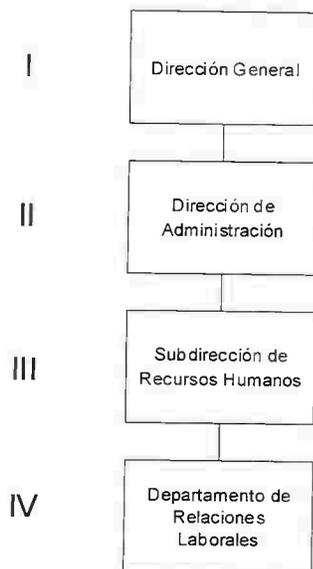 I
Dirección General
II
Dirección de
Administración
III
Subdirección de
Recursos Humanos
IV
Departamento de
Relaciones
Laborales